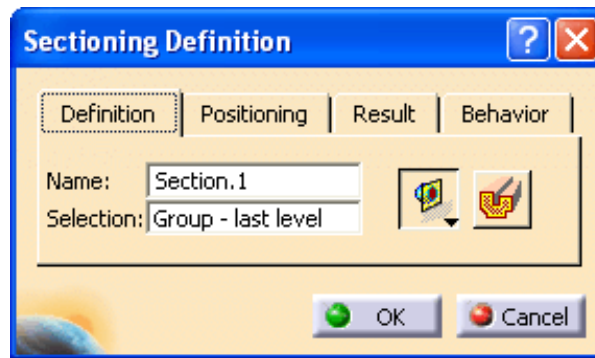 Sectioning Definition
Definition Positioning Result Behavior
Name: Section.1
Selection: Group - last level
OK Cancel